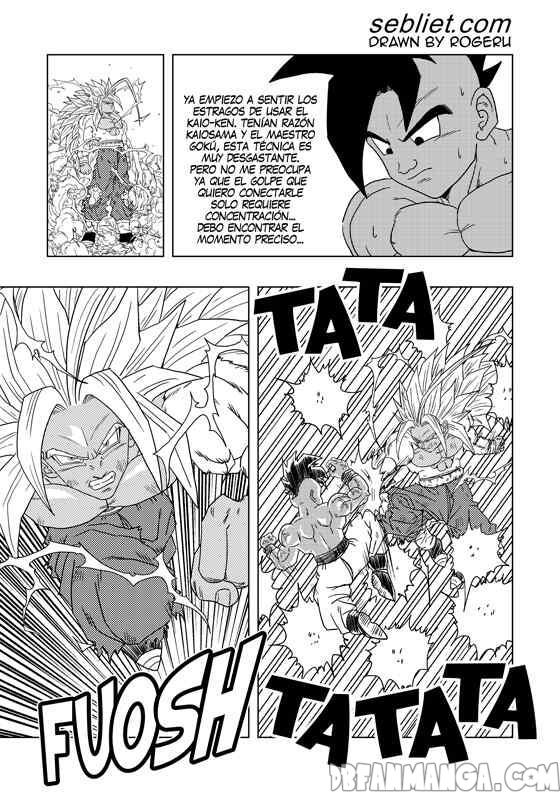 sebliet.com
DRAWN BY ROGERU
YA EMPIEZO A SENTIR LOS
ESTRAGOS DE USAR EL
KAIO-KEN. TENÍAN RAZÓN
KAIOSAMA Y EL MAESTRO
GOKÚ, ESTA TÉCNICA ES
MUY DESGASTANTE.
PERO NO ME PREOCUPA
YA QUE EL GOLPE QUE
QUIERO CONECTARLE
SOLO REQUIERE
CONCENTRACIÓN...
DEBO ENCONTRAR EL
MOMENTO PRECISO...
TATA
TATA
FUOSH
TATATA
DBFANMANGA.COM